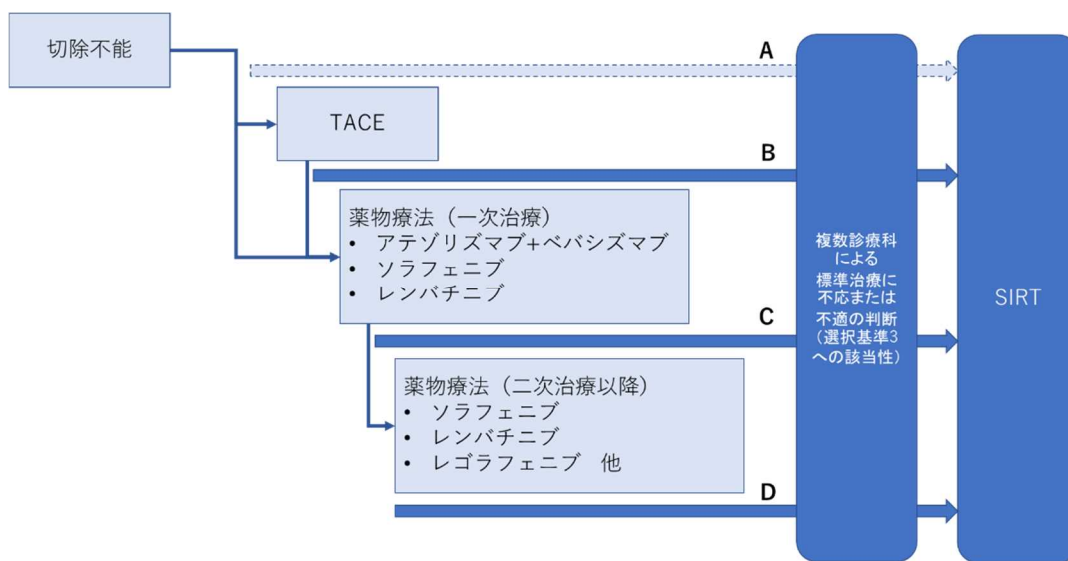 切除不能
A
TACE
B
薬物療法（一次治療）
• アテゾリズマブ+ベバシズマブ
• ソラフェニブ
• レンバチニブ
複数診療科
による
標準治療に
不応または
不適の判断
（選択基準3
への該当性）
SIRT
C
薬物療法（二次治療以降）
• ソラフェニブ
• レンバチニブ
• レゴラフェニブ　他
D